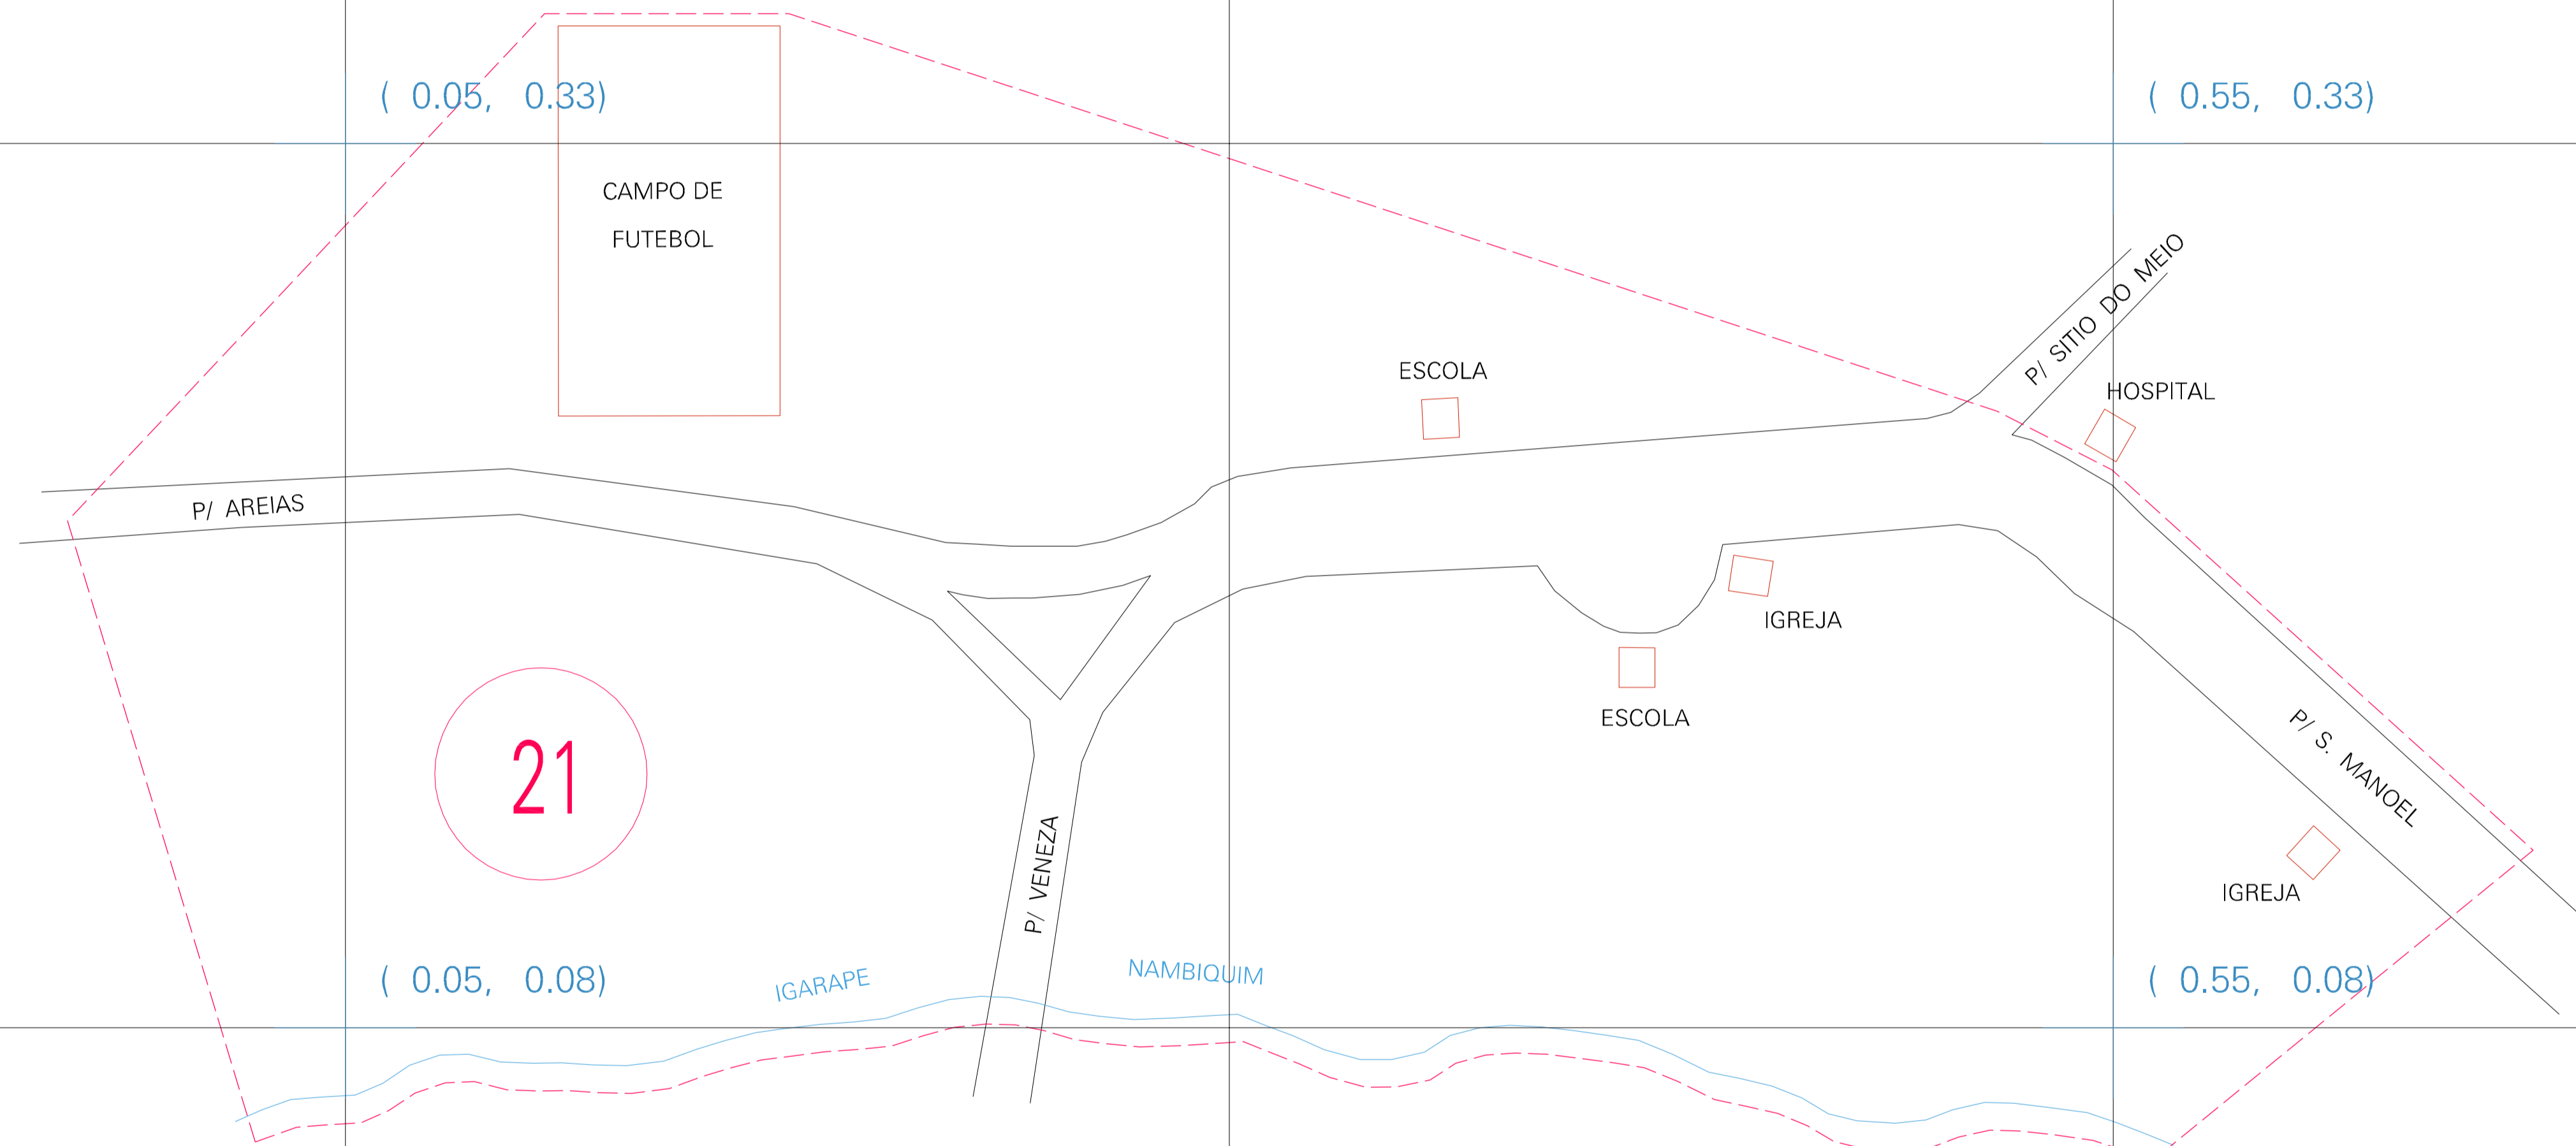 ( 0.05, 0.33)
( 0.55, 0.33)
CAMPO DE
FUTEBOL
P/ SITIO DO MEIO
ESCOLA
HOSPITAL
P/ AREIAS
IGREJA
ESCOLA
21
P/ S. MANOEL
P/ VENEZA
IGREJA
( 0.05, 0.08)
IGARAPE
NAMBIQUIM
( 0.55, 0.08)